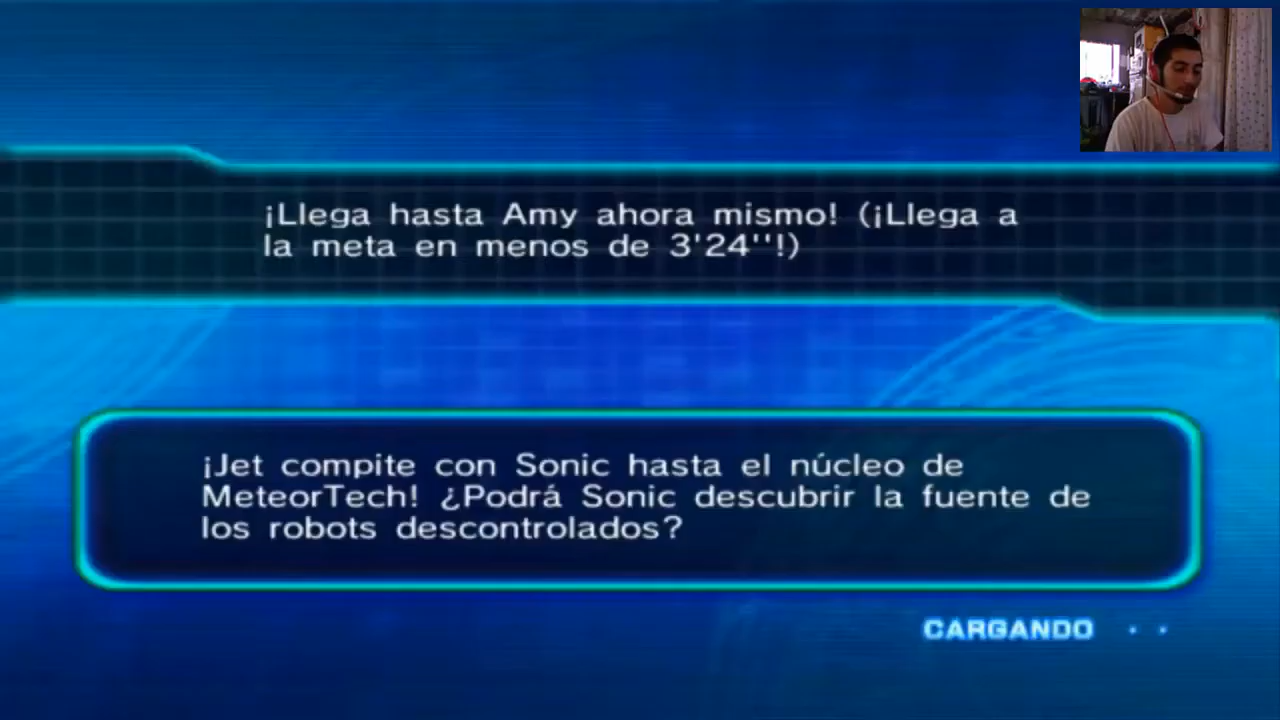 ¡Llega hasta Amy ahora mismo! (¡Llega a
la meta en menos de 3'24''!)
¡Jet compite con Sonic hasta el núcleo de
MeteorTech! ¿Podrá Sonic descubrir la fuente de
los robots descontrolados?
CARGANDO